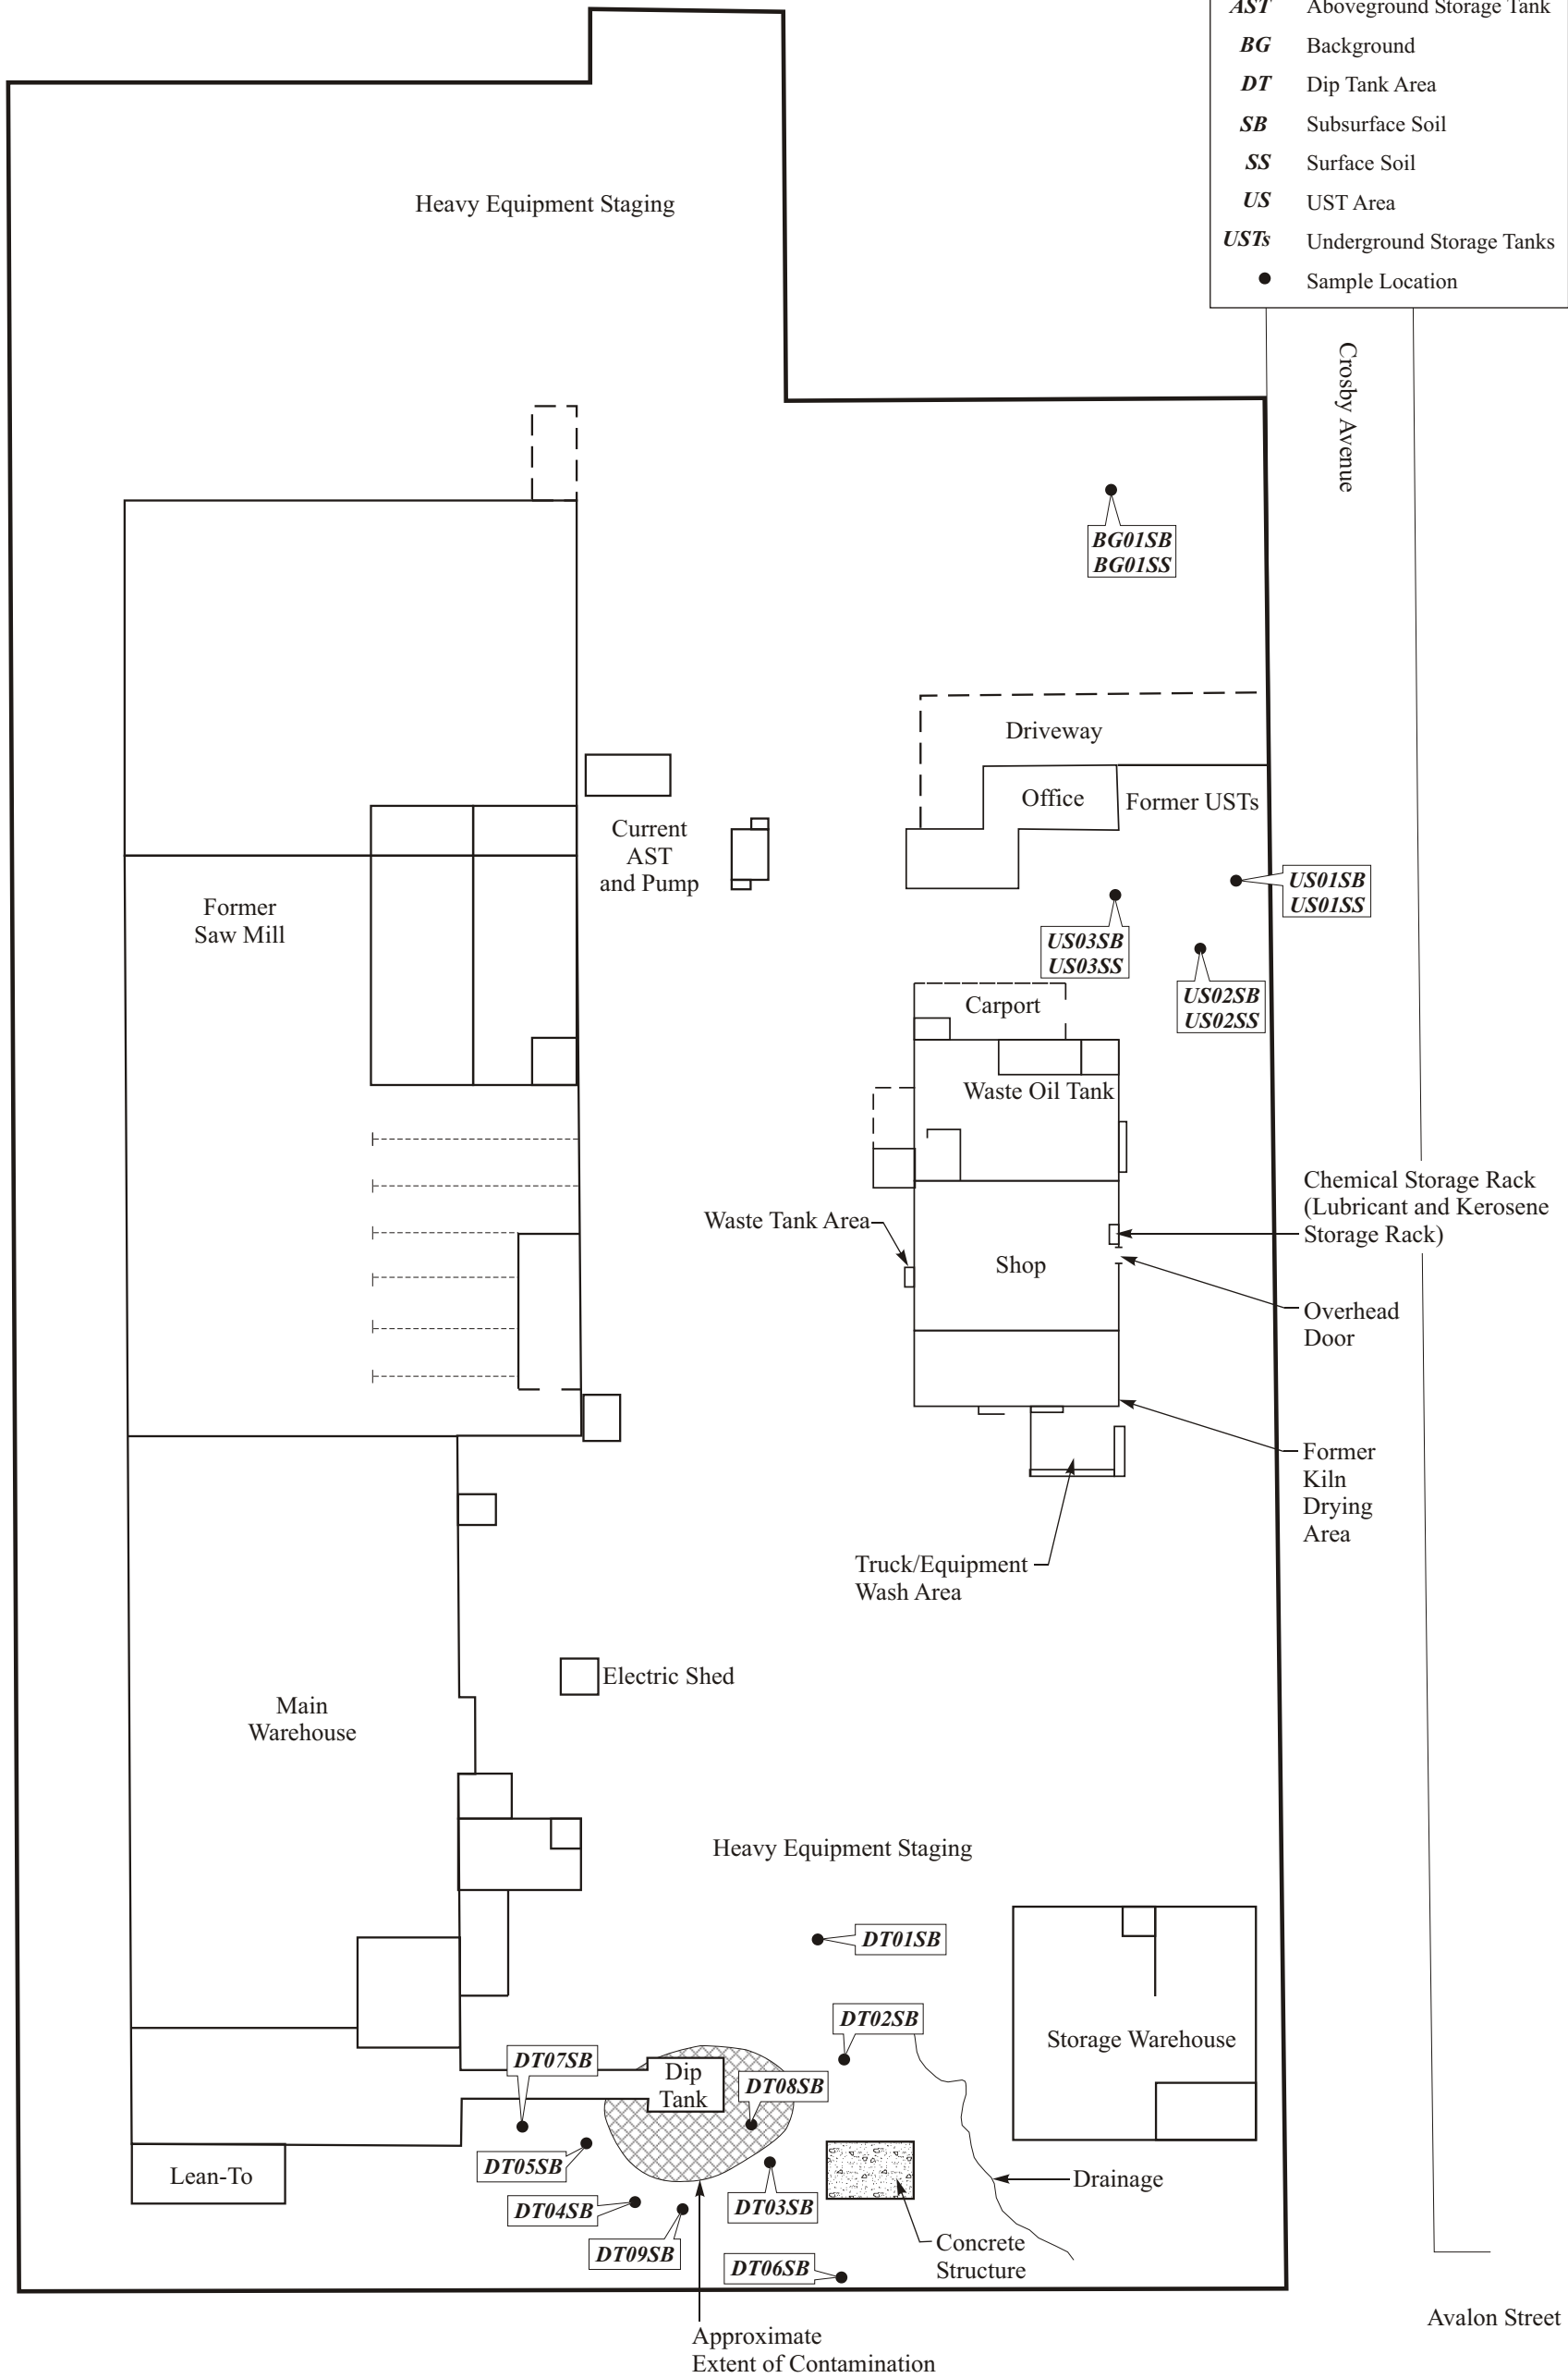 AST Aboveground Storage Tank
BG Background
DT Dip Tank Area
SB Subsurface Soil
SS Surface Soil
US UST Area
USTs Underground Storage Tanks
Sample Location
Heavy Equipment Staging
Crosby Avenue
BG01SB
BG01SS
Driveway
Office
Former USTs
Current
AST
and Pump
US01SB
US01SS
Former
Saw Mill
US03SB
US03SS
US02SB
US02SS
Carport
Waste Oil Tank
Chemical Storage Rack
(Lubricant and Kerosene
Storage Rack)
Waste Tank Area
Shop
Overhead
Door
Former
Kiln
Drying
Area
Truck/Equipment
Wash Area
Electric Shed
Main
Warehouse
Heavy Equipment Staging
DT01SB
DT02SB
Storage Warehouse
DT07SB
Dip
Tank
DT08SB
DT05SB
Lean-To
Drainage
DT04SB
DT03SB
Concrete
Structure
DT09SB
DT06SB
Avalon Street
Approximate
Extent of Contamination